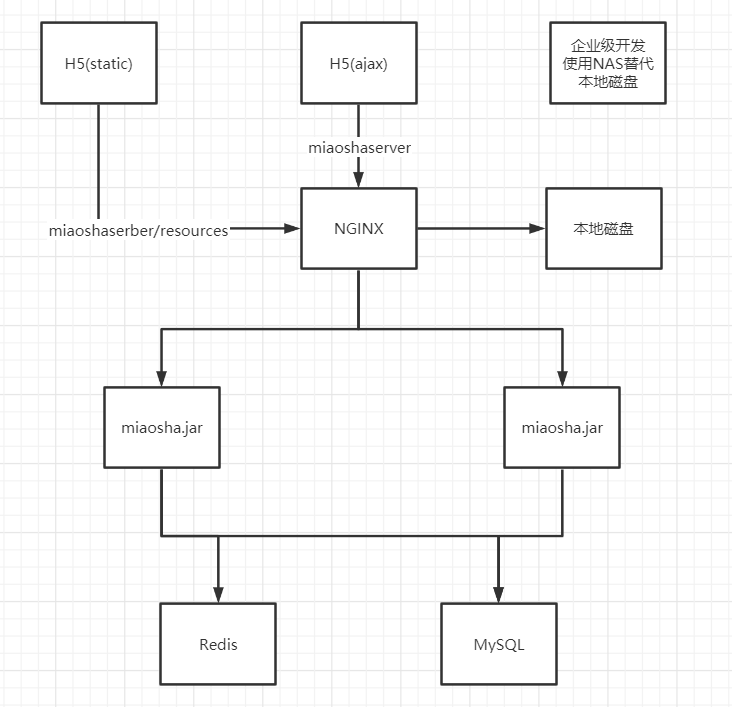 H5(static)
H5(ajax)
企业级开发
使用NAS替代
本地磁盘
miaoshaserver
miaoshaserber/resources
NGINX
本地磁盘
miaosha.jar
miaosha.jar
Redis
MySQL